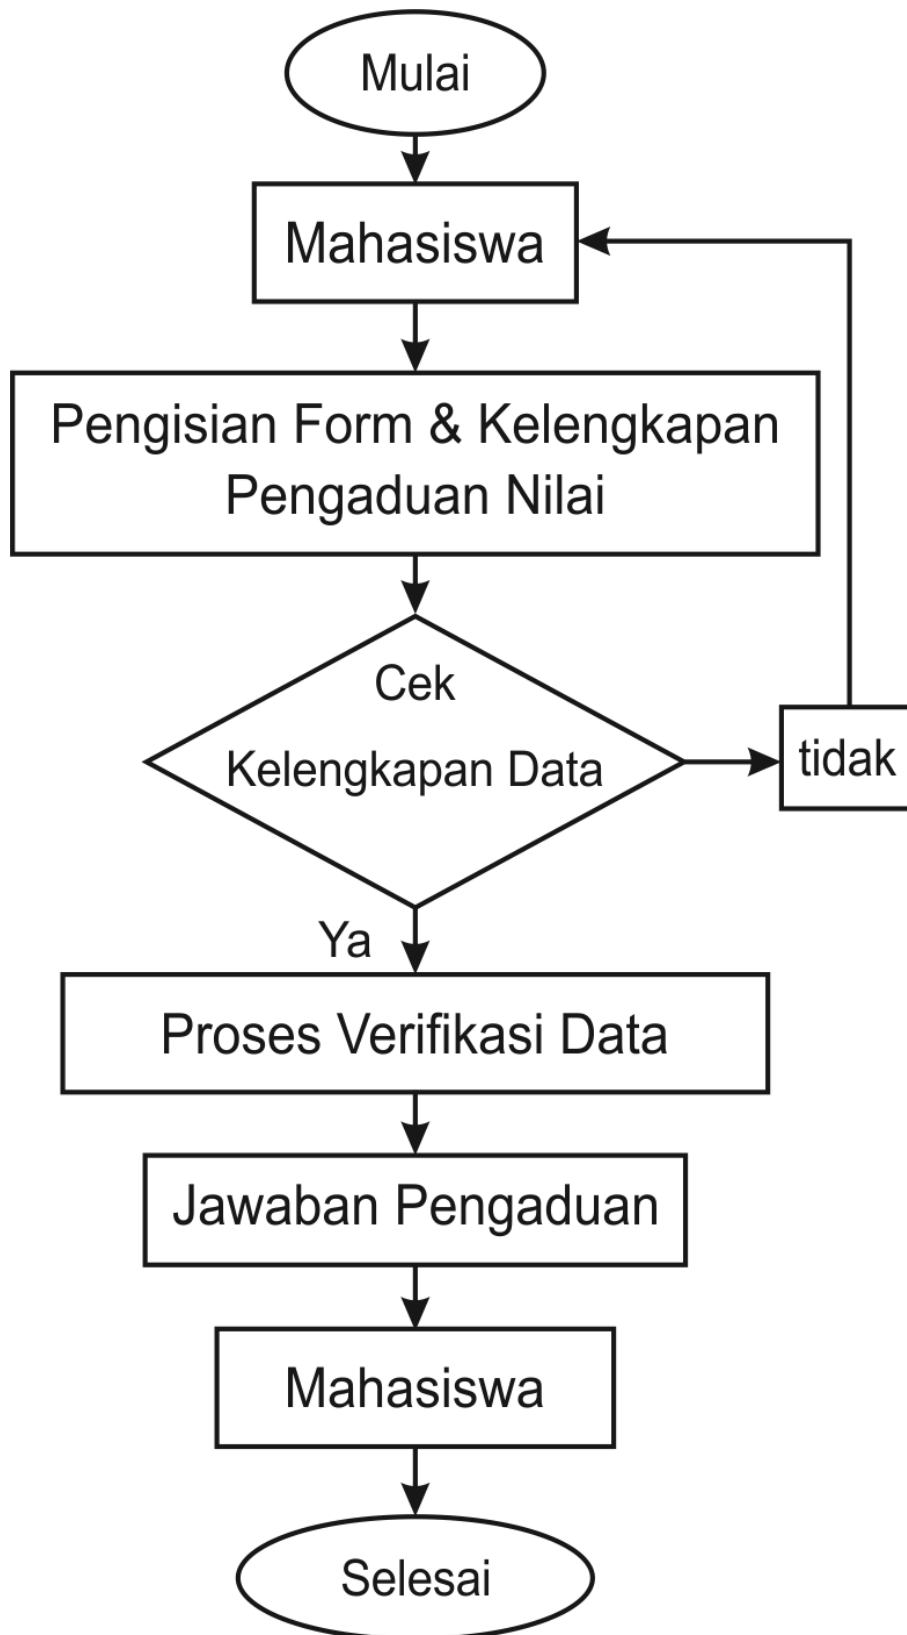 Mulai
Mahasiswa
Pengisian Form & Kelengkapan
Pengaduan Nilai
Cek
Kelengkapan Data
tidak
Ya
Proses Verifikasi Data
Jawaban Pengaduan
Mahasiswa
Selesai